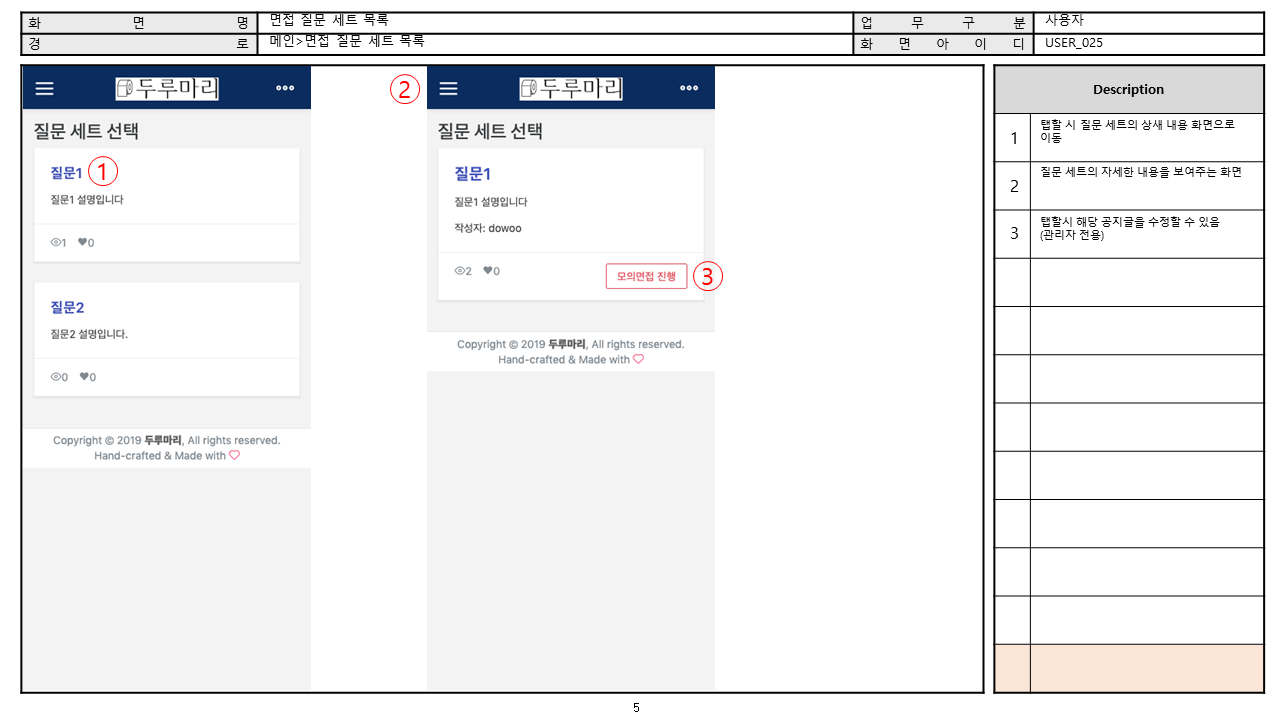 화 면 명 면접 질문 세트 목록 업 무 구 분 사용자
경 로 메인>면접 질문 세트 목록 화 면 아 이 디 USER_025
두루마리
질문 세트 선택
질문1 1
질문1 설명입니다
1 0
질문2
질문2 설명입니다.
0 0
Copyright © 2019 두루마리, All rights reserved.
Hand-crafted & Made with
2
두루마리
질문 세트 선택
질문1
질문1 설명입니다
작성자: dowoo
2 0 모의면접 진행 3
Copyright © 2019 두루마리, All rights reserved.
Hand-crafted & Made with
Description
1 탭할 시 질문 세트의 상세 내용 화면으로
이동
2 질문 세트의 자세한 내용을 보여주는 화면
3 탭할시 해당 공지글을 수정할 수 있음
(관리자 전용)
5